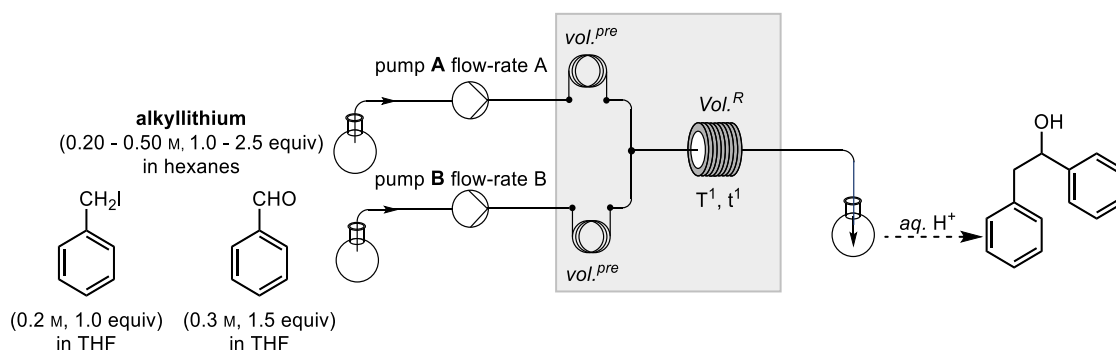 vol.pre
pump A flow-rate A
alkyllithium
(0.20 - 0.50 M, 1.0 - 2.5 equiv)
in hexanes
Vol.R
T1, t1
pump B flow-rate B
vol.pre
CH2I
CHO
(0.2 M, 1.0 equiv)
in THF
(0.3 M, 1.5 equiv)
in THF
aq. H+
OH